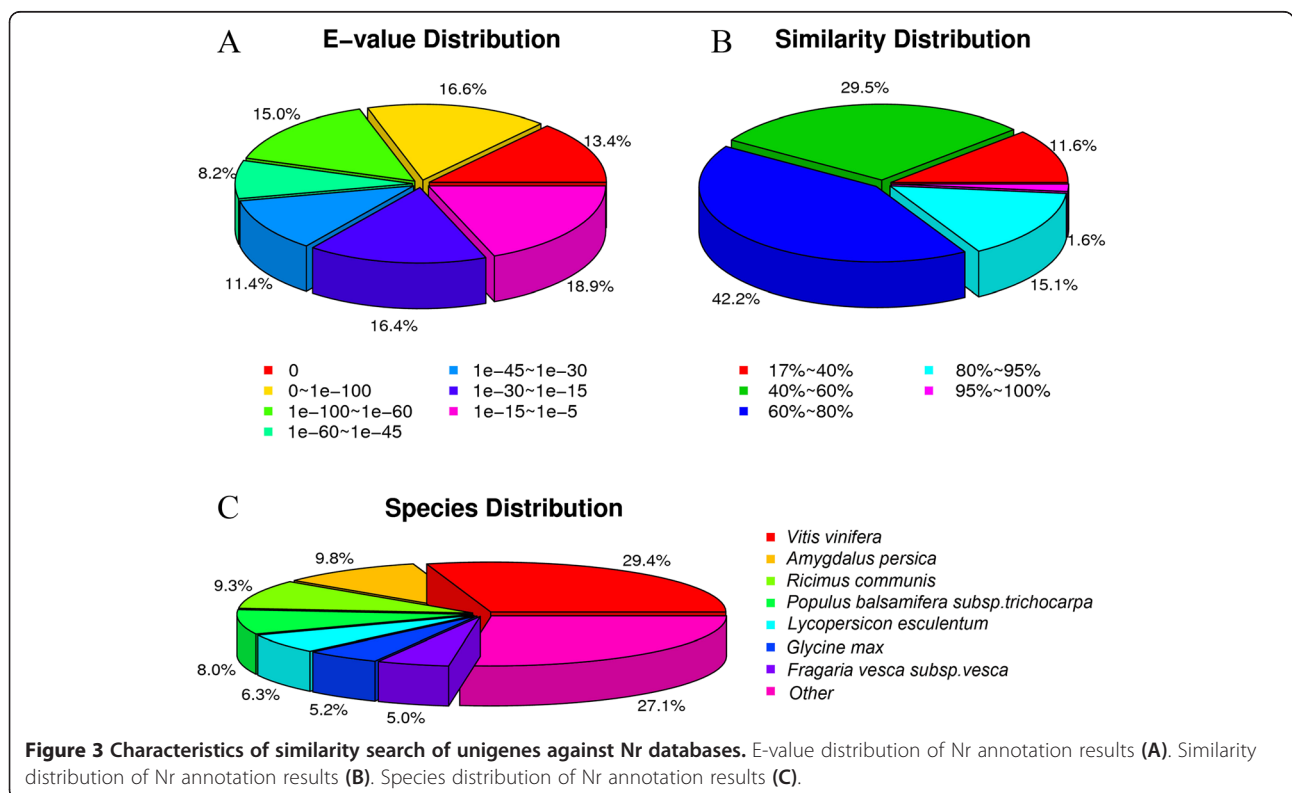 A
E−value Distribution
16.6%
15.0%
13.4%
8.2%
11.4%
16.4%
18.9%
0
0~1e−100
1e−100~1e−60
1e−60~1e−45
1e−45~1e−30
1e−30~1e−15
1e−15~1e−5
B
Similarity Distribution
29.5%
11.6%
1.6%
15.1%
42.2%
17%~40%
40%~60%
60%~80%
80%~95%
95%~100%
C
Species Distribution
9.8%
29.4%
9.3%
8.0%
6.3%
5.2%
5.0%
27.1%
Vitis vinifera
Amygdalus persica
Ricimus communis
Populus balsamifera subsp.trichocarpa
Lycopersicon esculentum
Glycine max
Fragaria vesca subsp.vesca
Other
Figure 3 Characteristics of similarity search of unigenes against Nr databases. E-value distribution of Nr annotation results (A). Similarity
distribution of Nr annotation results (B). Species distribution of Nr annotation results (C).